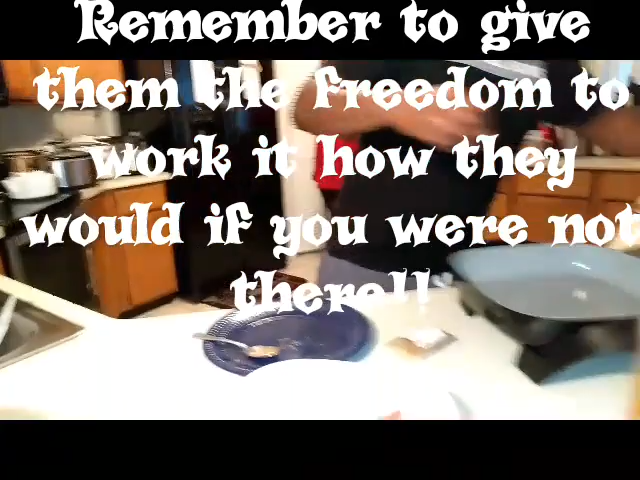 Remember to give
them the freedom to
work it how they
would if you were not
there!!